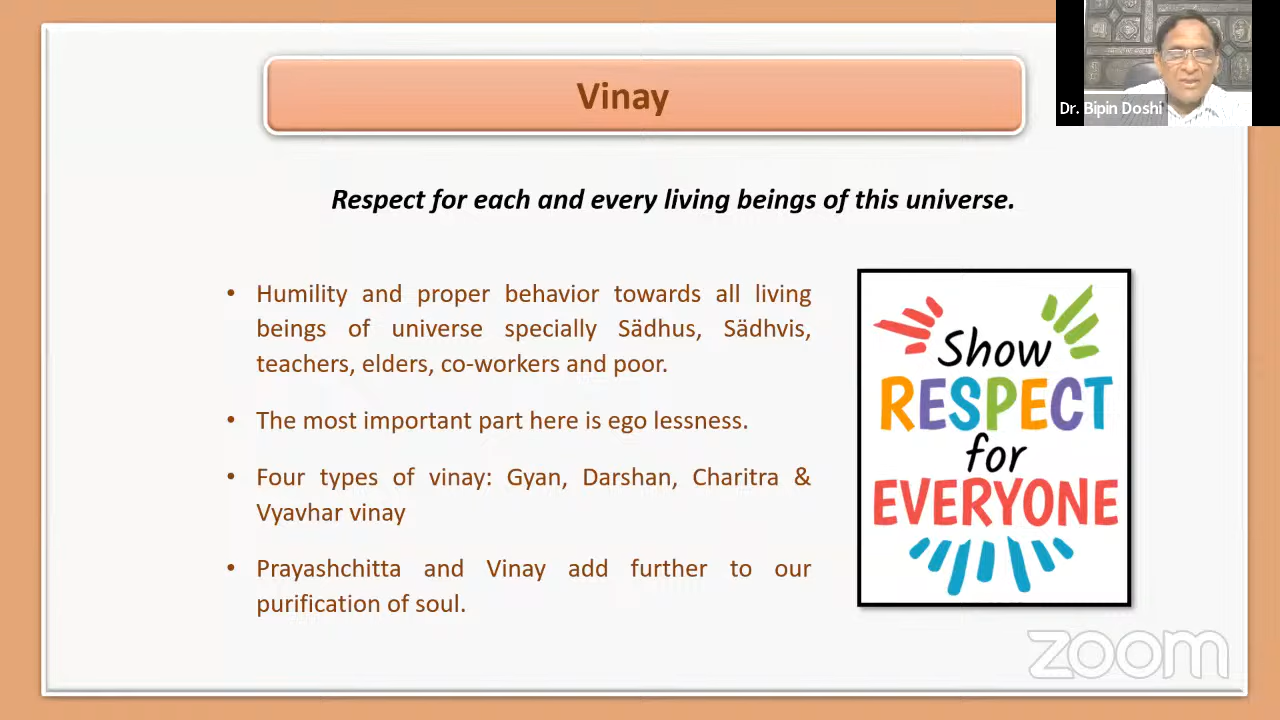 Vinay
Dr. Bipin Doshi
Respect for each and every living beings of this universe.
• Humility and proper behavior towards all living
beings of universe specially Sädhus, Sädhvis,
teachers, elders, co-workers and poor.
• The most important part here is ego lessness.
• Four types of vinay: Gyan, Darshan, Charitra &
Vyavhar vinay
• Prayashchitta and Vinay add further to our
purification of soul.
Show
RESPECT
for
EVERYONE
zoom